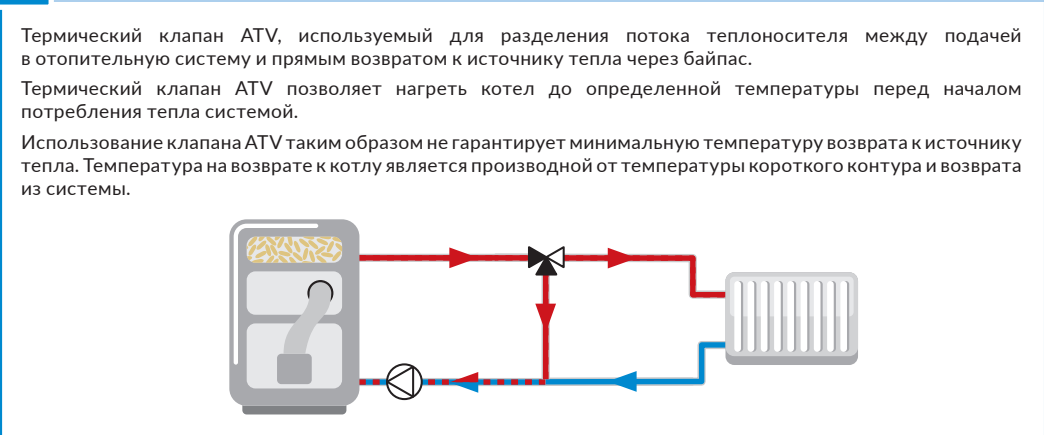 Термический клапан ATV, используемый для разделения потока теплоносителя между подачей
в отопительную систему и прямым возвратом к источнику тепла через байпас.
Термический клапан ATV позволяет нагреть котел до определенной температуры перед началом
потребления тепла системой.
Использование клапана ATV таким образом не гарантирует минимальную температуру возврата к источнику
тепла. Температура на возврате к котлу является производной от температуры короткого контура и возврата
из системы.